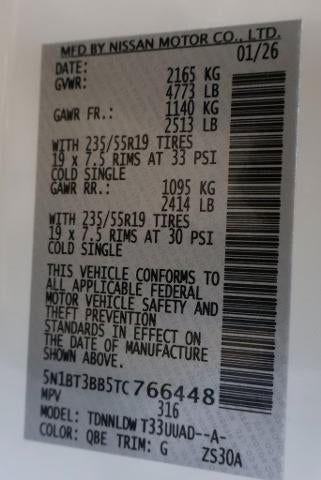 MFD BY NISSAN MOTOR CO., LTD.
DATE: 01/26
GVWR: 2165 KG
4773 LB
GAWR FR.: 1140 KG
2513 LB
WITH 235/55R19 TIRES
19 x 7.5 RIMS AT 33 PSI
COLD SINGLE
GAWR RR.: 1095 KG
2414 LB
WITH 235/55R19 TIRES
19 x 7.5 RIMS AT 30 PSI
COLD SINGLE
THIS VEHICLE CONFORMS TO
ALL APPLICABLE FEDERAL
MOTOR VEHICLE SAFETY AND
THEFT PREVENTION
STANDARDS IN EFFECT ON
THE DATE OF MANUFACTURE
SHOWN ABOVE.
5N1BT3BB5TC766448
MPV 316
MODEL: TDNNLDW T33UUAD--A-
COLOR: QBE TRIM: G ZS30A